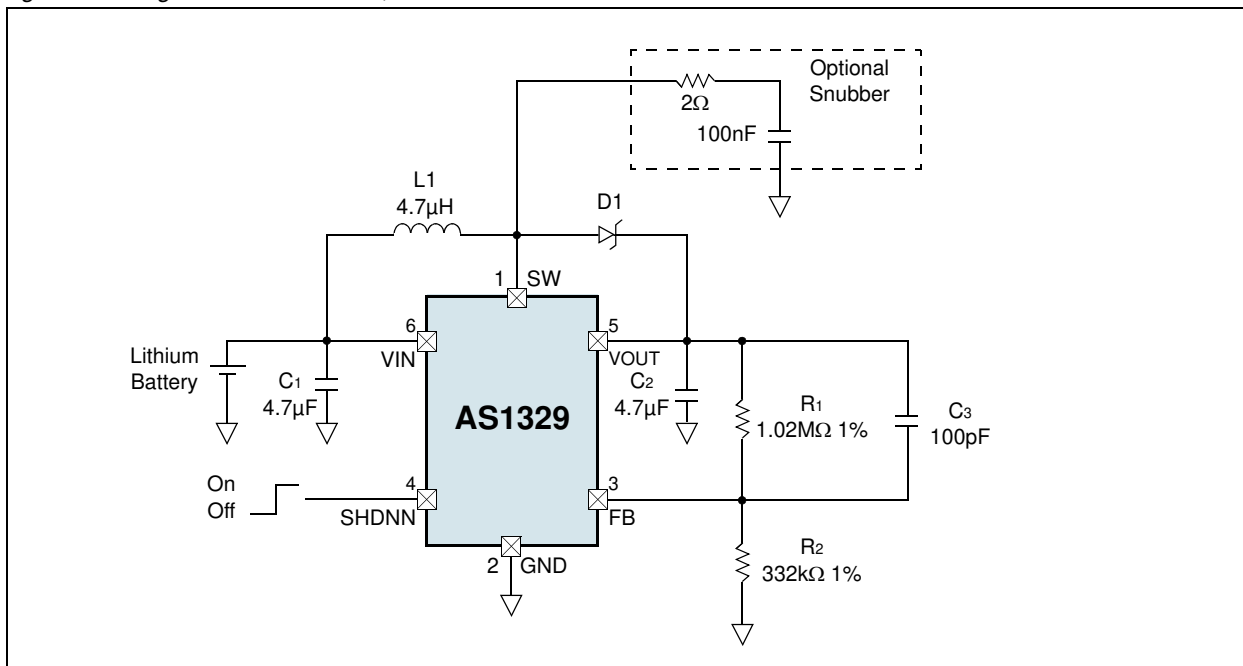 Optional
Snubber
2Ω
100nF
L1
4.7µH
D1
1 SW
6
VIN
5
VOUT
Lithium
Battery
C1
4.7µF
C2
4.7µF
AS1329
R1
1.02MΩ 1%
C3
100pF
On
Off
4
SHDNN
3
FB
2 GND
R2
332kΩ 1%